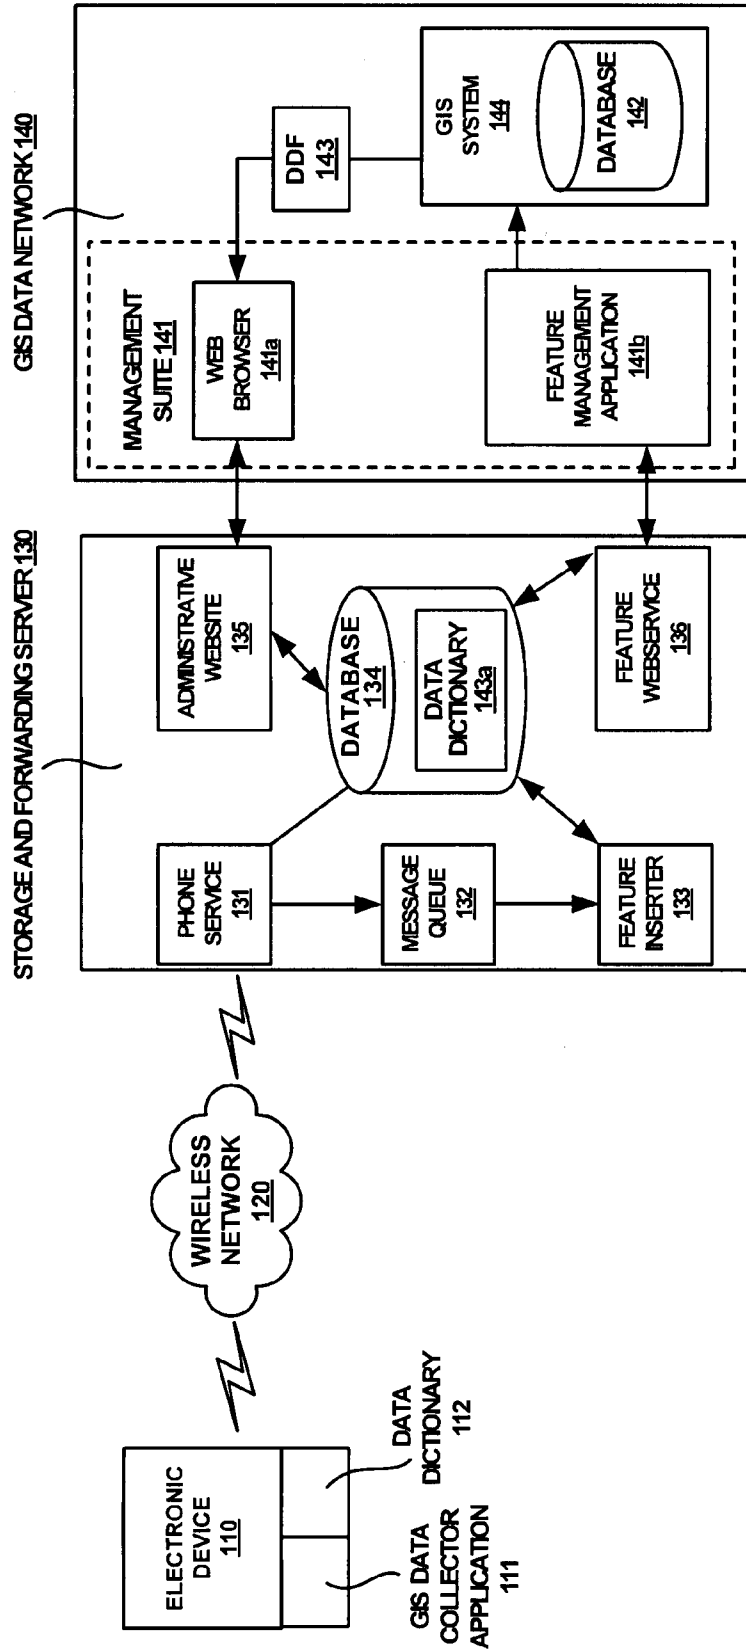 ELECTRONIC
DEVICE
110
GIS DATA
COLLECTOR
APPLICATION
111
DATA
DICTIONARY
112
WIRELESS
NETWORK
120
STORAGE AND FORWARDING SERVER 130
PHONE
SERVICE
131
MESSAGE
QUEUE
132
FEATURE
INSERTER
133
DATABASE
134
DATA
DICTIONARY
143a
ADMINISTRATIVE
WEBSITE
135
FEATURE
WEBSERVICE
136
GIS DATA NETWORK 140
MANAGEMENT
SUITE 141
WEB
BROWSER
141a
FEATURE
MANAGEMENT
APPLICATION
141b
DDF
143
GIS
SYSTEM
144
DATABASE
142